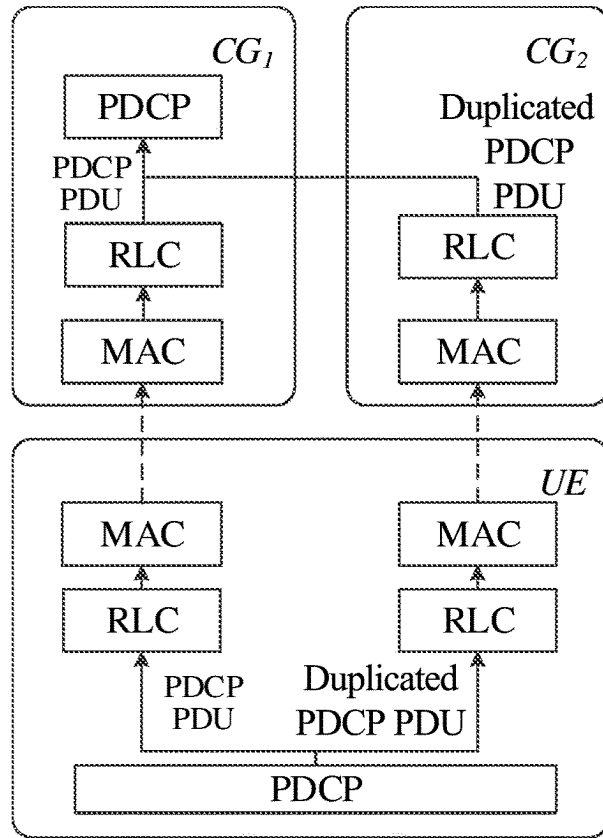 CG1
PDCP
PDCP
PDU
RLC
MAC
CG2
Duplicated
PDCP
PDU
RLC
MAC
UE
MAC
MAC
RLC
RLC
PDCP
PDU
Duplicated
PDCP PDU
PDCP